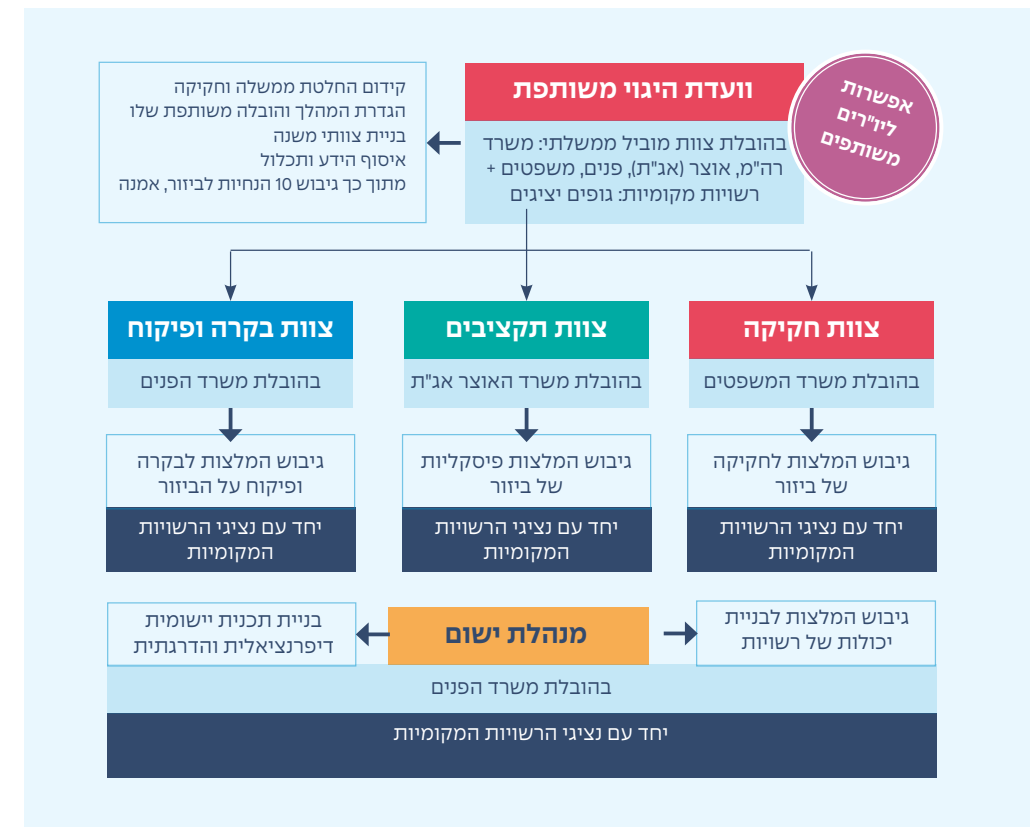 אפשרות
ליו"רים
משותפים
וועדת היגוי משותפת
בהובלת צוות מוביל ממשלתי: משרד
רה"מ, אוצר (אג"ת), פנים, משפטים +
רשויות מקומיות: גופים יציגים
קידום החלטת ממשלה וחקיקה
הגדרת המהלך והובלה משותפת שלו
בניית צוותי משנה
איסוף הידע ותכלול
מתוך כך גיבוש 10 הנחיות לביזור, אמנה
צוות חקיקה
בהובלת משרד המשפטים
גיבוש המלצות לחקיקה
של ביזור
יחד עם נציגי הרשויות
המקומיות
צוות תקציבים
בהובלת משרד האוצר אג"ת
גיבוש המלצות פיסקליות
של ביזור
יחד עם נציגי הרשויות
המקומיות
צוות בקרה ופיקוח
בהובלת משרד הפנים
גיבוש המלצות לבקרה
ופיקוח על הביזור
יחד עם נציגי הרשויות
המקומיות
גיבוש המלצות לבניית
יכולות של רשויות
מנהלת ישום
בניית תכנית יישומית
דיפרנציאלית והדרגתית
בהובלת משרד הפנים
יחד עם נציגי הרשויות המקומיות